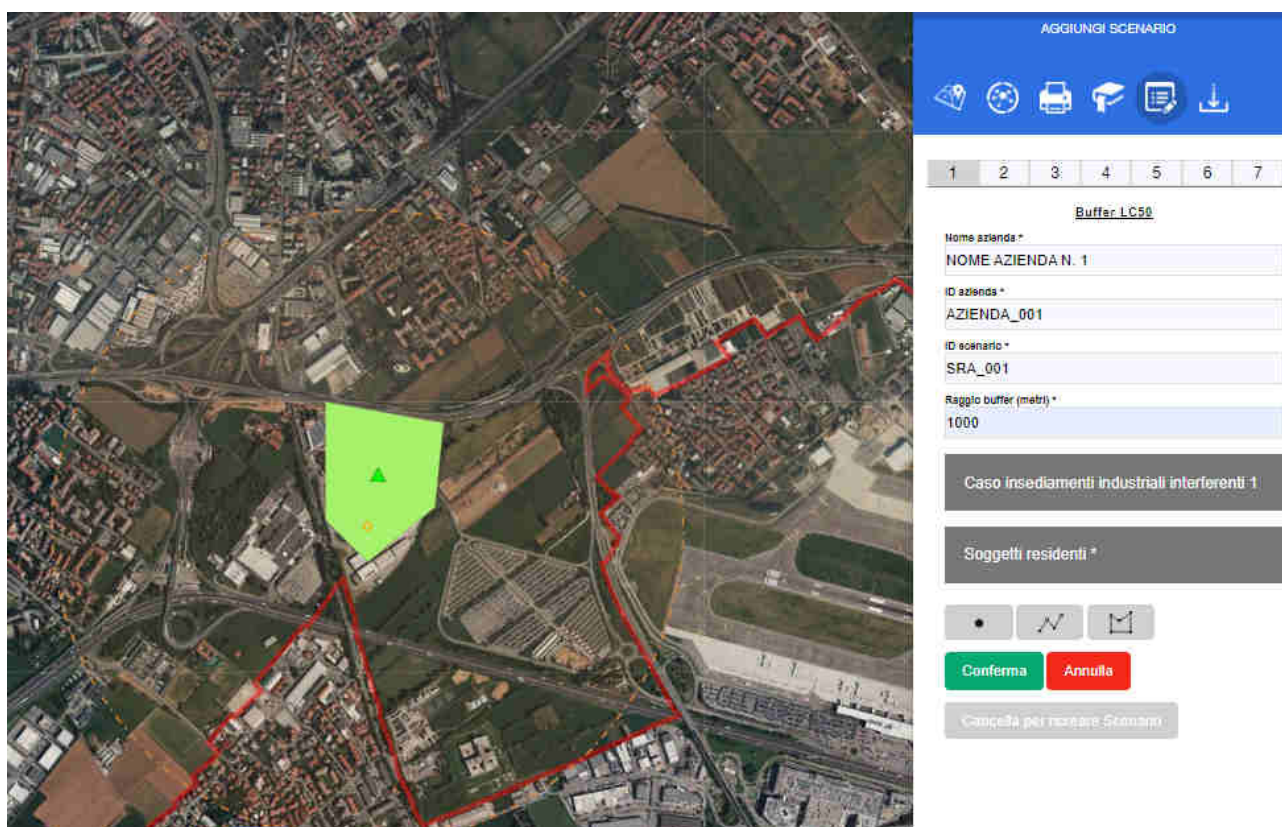 AGGIUNGI SCENARIO
1 2 3 4 5 6 7
Buffer LC50
Nome azienda *
NOME AZIENDA N. 1
ID azienda *
AZIENDA_001
ID scenario *
SRA_001
Raggio buffer (metri) *
1000
Caso insediamenti industriali interferenti 1
Soggetti residenti *
Conferma Annulla
Cancella per ricreare Scenario